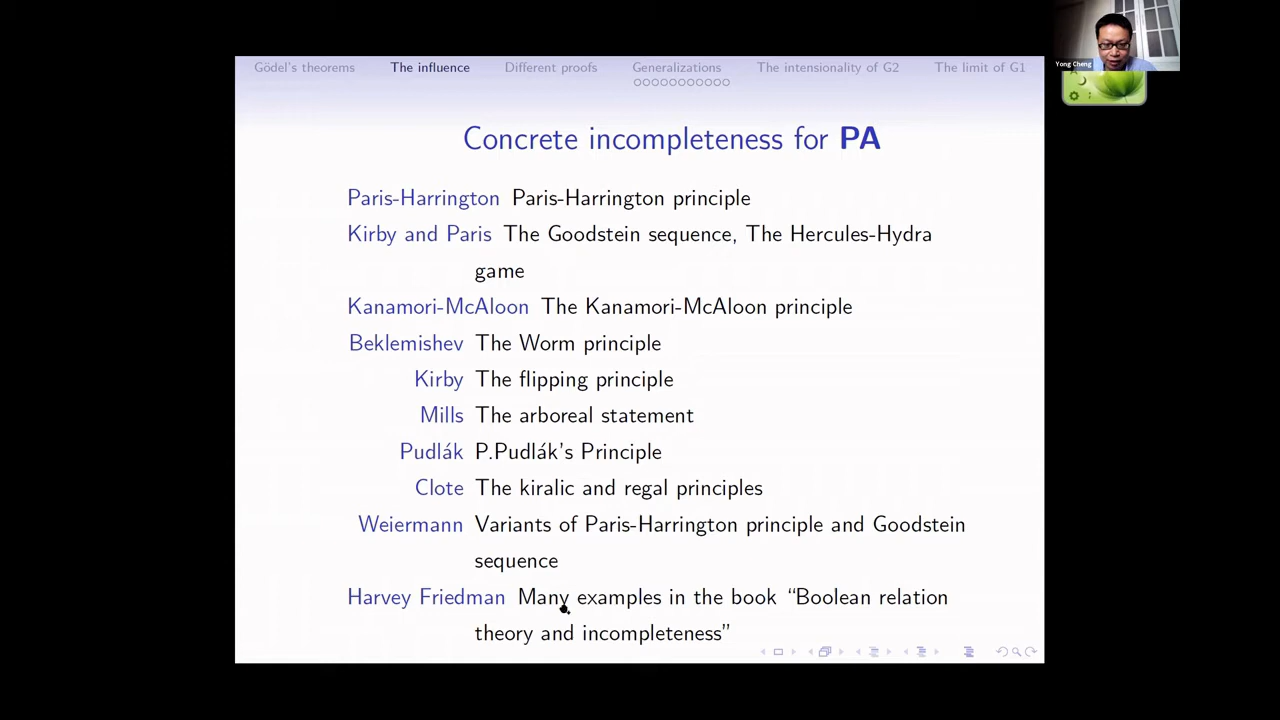 Yong Cheng
Gödel's theorems The influence Different proofs Generalizations The intensionality of G2 The limit of G1
Concrete incompleteness for PA
Paris-Harrington Paris-Harrington principle
Kirby and Paris The Goodstein sequence, The Hercules-Hydra
game
Kanamori-McAloon The Kanamori-McAloon principle
Beklemishev The Worm principle
Kirby The flipping principle
Mills The arboreal statement
Pudlák P.Pudlák's Principle
Clote The kiralic and regal principles
Weiermann Variants of Paris-Harrington principle and Goodstein
sequence
Harvey Friedman Many examples in the book “Boolean relation
theory and incompleteness”